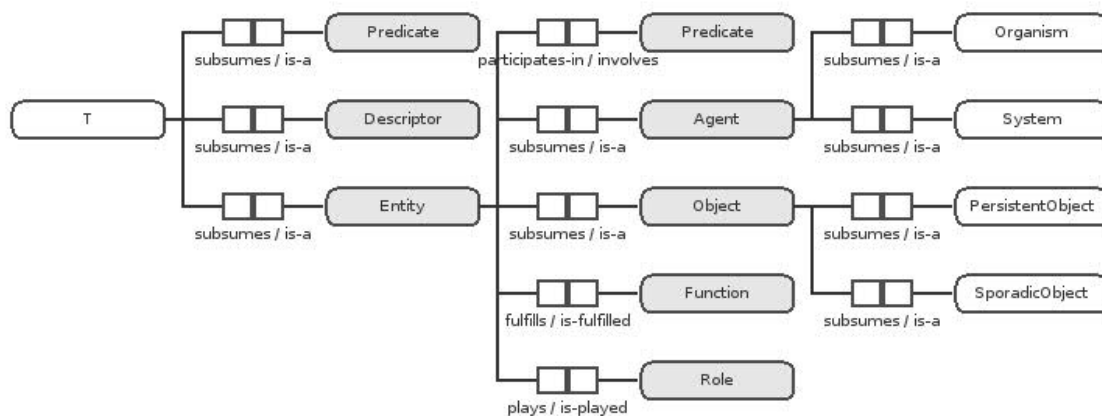 Predicate Predicate Organism
subsumes / is-a participates-in / involves subsumes / is-a
T Descriptor Agent System
subsumes / is-a subsumes / is-a subsumes / is-a
Entity Object PersistentObject
subsumes / is-a subsumes / is-a subsumes / is-a
Function SporadicObject
fulfills / is-fulfilled subsumes / is-a
Role
plays / is-played